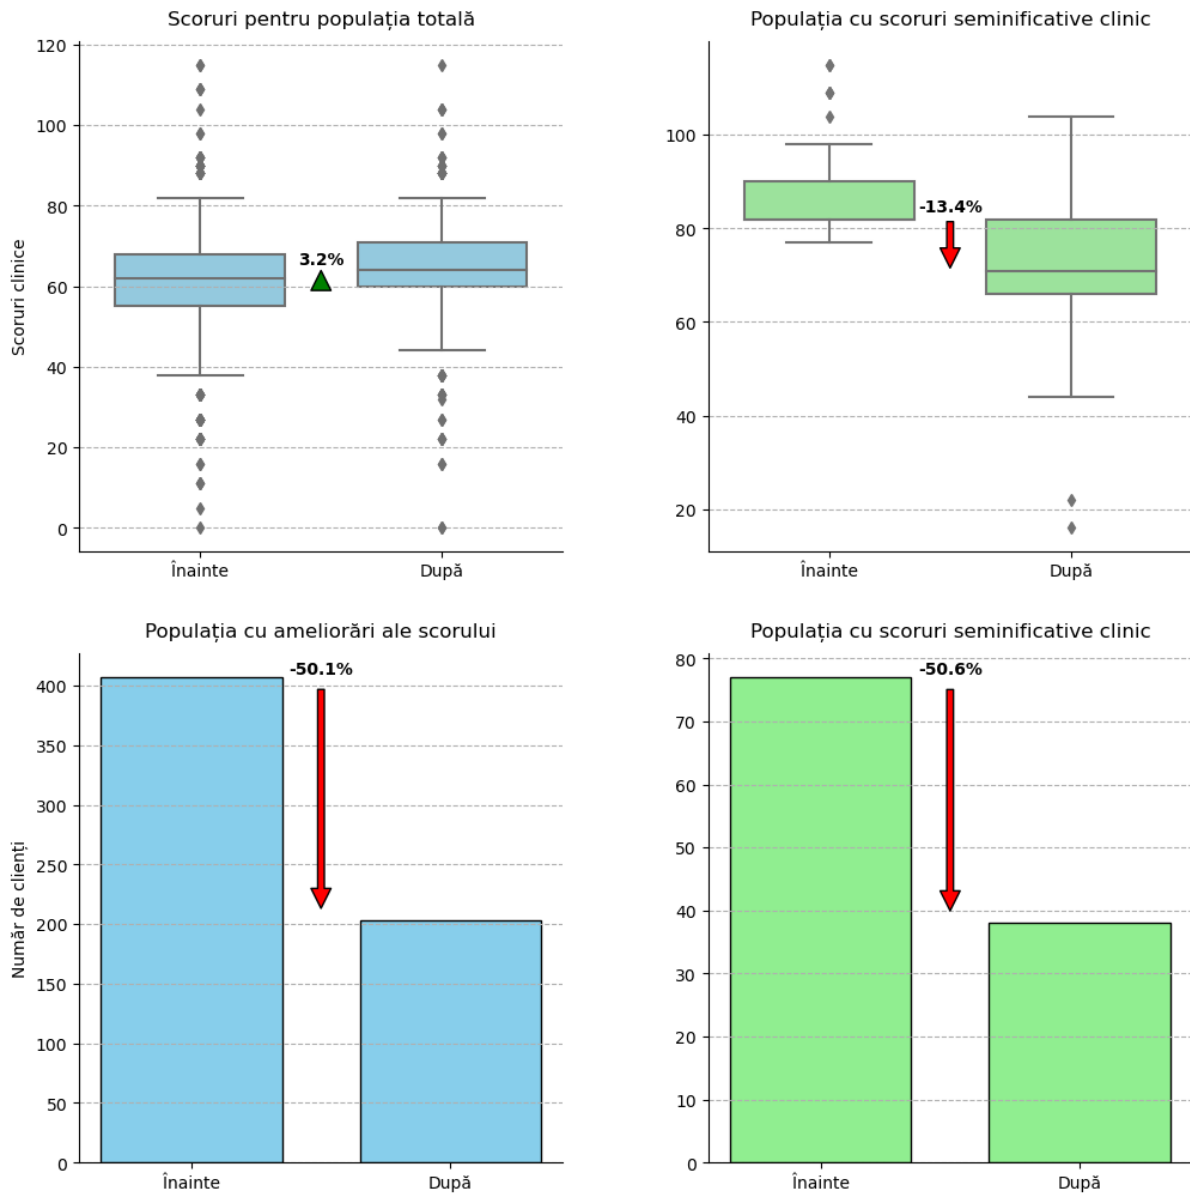 Scoruri pentru populația totală
Populația cu scoruri seminificative clinic
120
100
80
60
40
20
0
Scoruri clinice
3.2%
Înainte
După
100
80
60
40
20
-13.4%
Înainte
După
Populația cu ameliorări ale scorului
Populația cu scoruri seminificative clinic
400
350
300
250
200
150
100
50
0
Număr de clienți
-50.1%
Înainte
După
80
70
60
50
40
30
20
10
0
-50.6%
Înainte
După